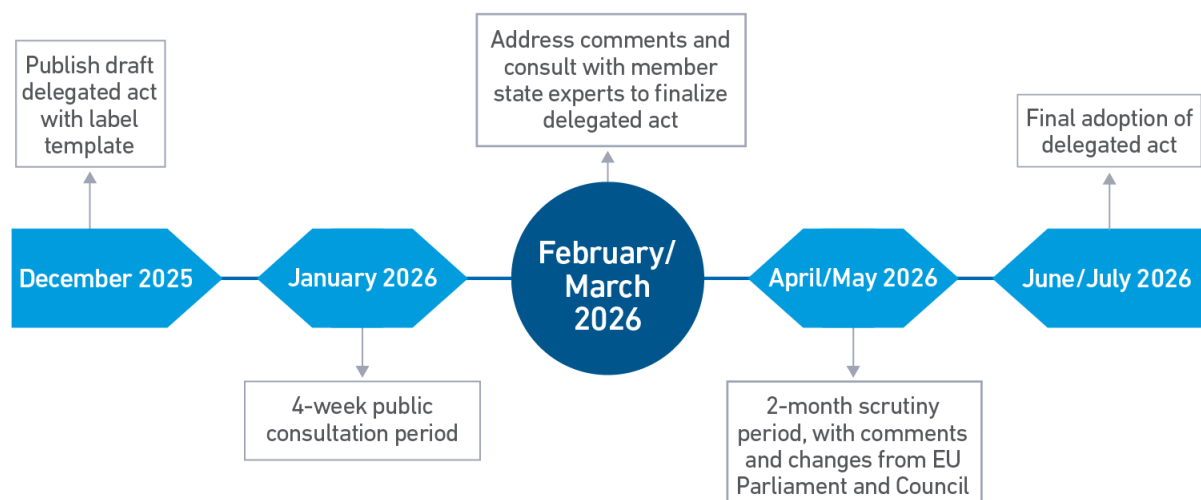 Publish draft
delegated act
with label
template
Address comments and
consult with member
state experts to finalize
delegated act
Final adoption of
delegated act
December 2025
January 2026
February/
March
2026
April/May 2026
June/July 2026
4-week public
consultation period
2-month scrutiny
period, with comments
and changes from EU
Parliament and Council